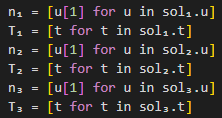 n₁ = [u[1] for u in sol₁.u]
T₁ = [t for t in sol₁.t]
n₂ = [u[1] for u in sol₂.u]
T₂ = [t for t in sol₂.t]
n₃ = [u[1] for u in sol₃.u]
T₃ = [t for t in sol₃.t]